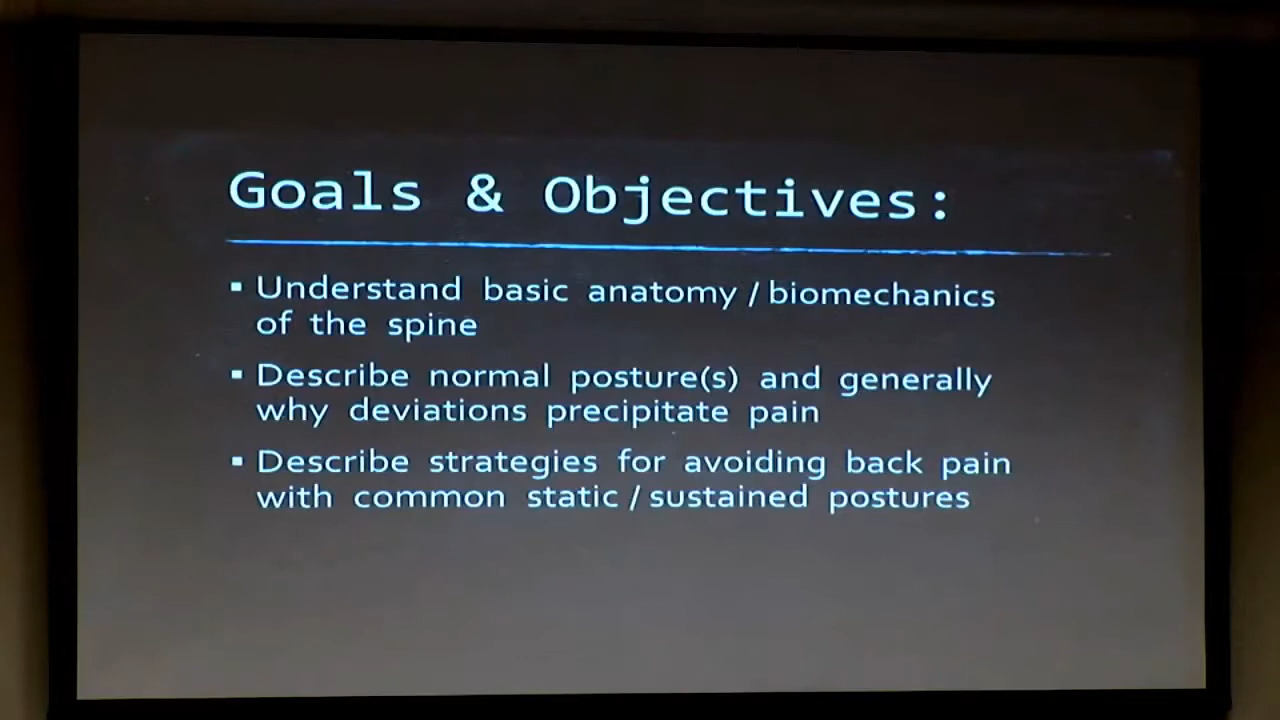 Goals & Objectives:
▪ Understand basic anatomy / biomechanics
of the spine
▪ Describe normal posture(s) and generally
why deviations precipitate pain
▪ Describe strategies for avoiding back pain
with common static / sustained postures